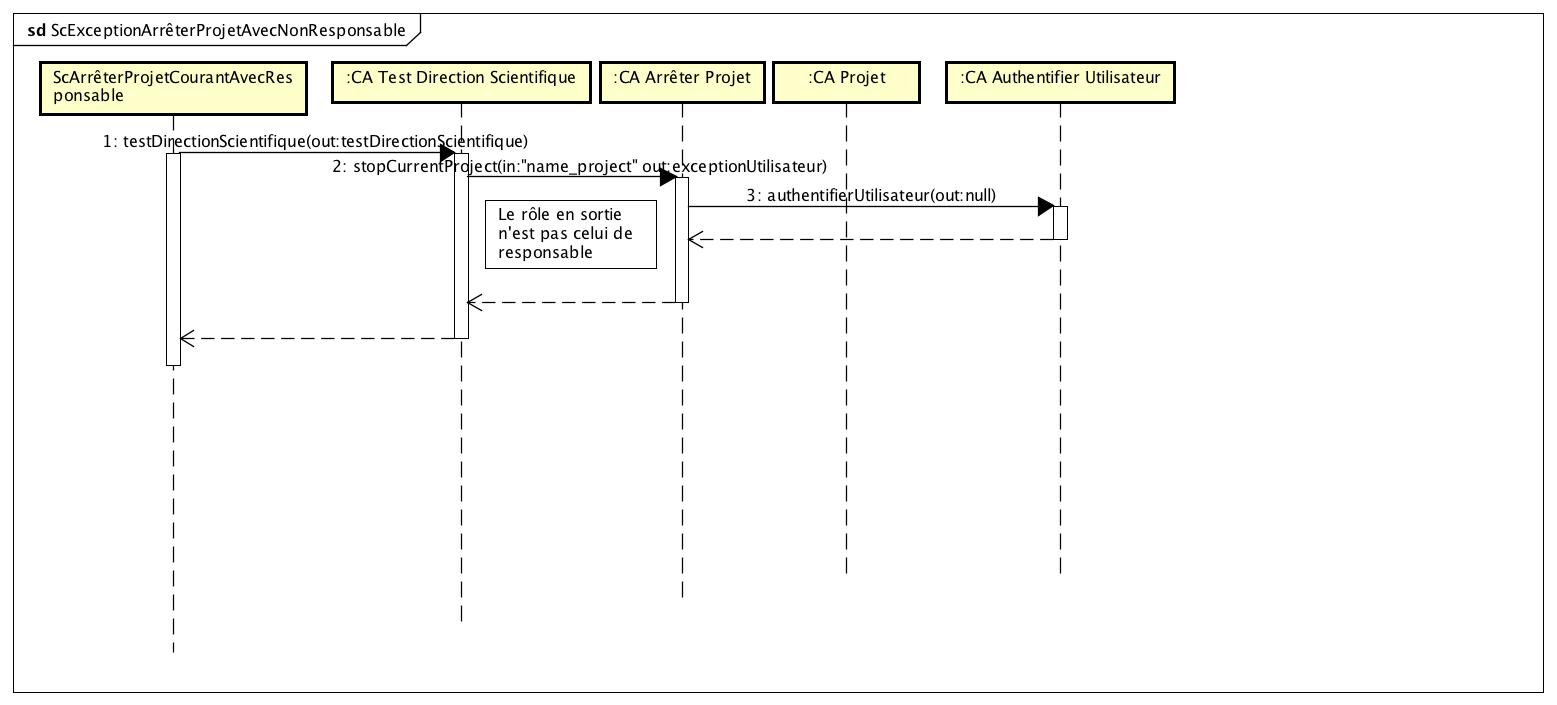 sd ScExceptionArrêterProjetAvecNonResponsable
ScArrêterProjetCourantAvecRes
ponsable
:CA Test Direction Scientifique
:CA Arrêter Projet
:CA Projet
:CA Authentifier Utilisateur
1: testDirectionScientifique(out:testDirectionScientifique)
2: stopCurrentProject(in:"name_project" out:exceptionUtilisateur)
3: authentifierUtilisateur(out:null)
Le rôle en sortie
n'est pas celui de
responsable